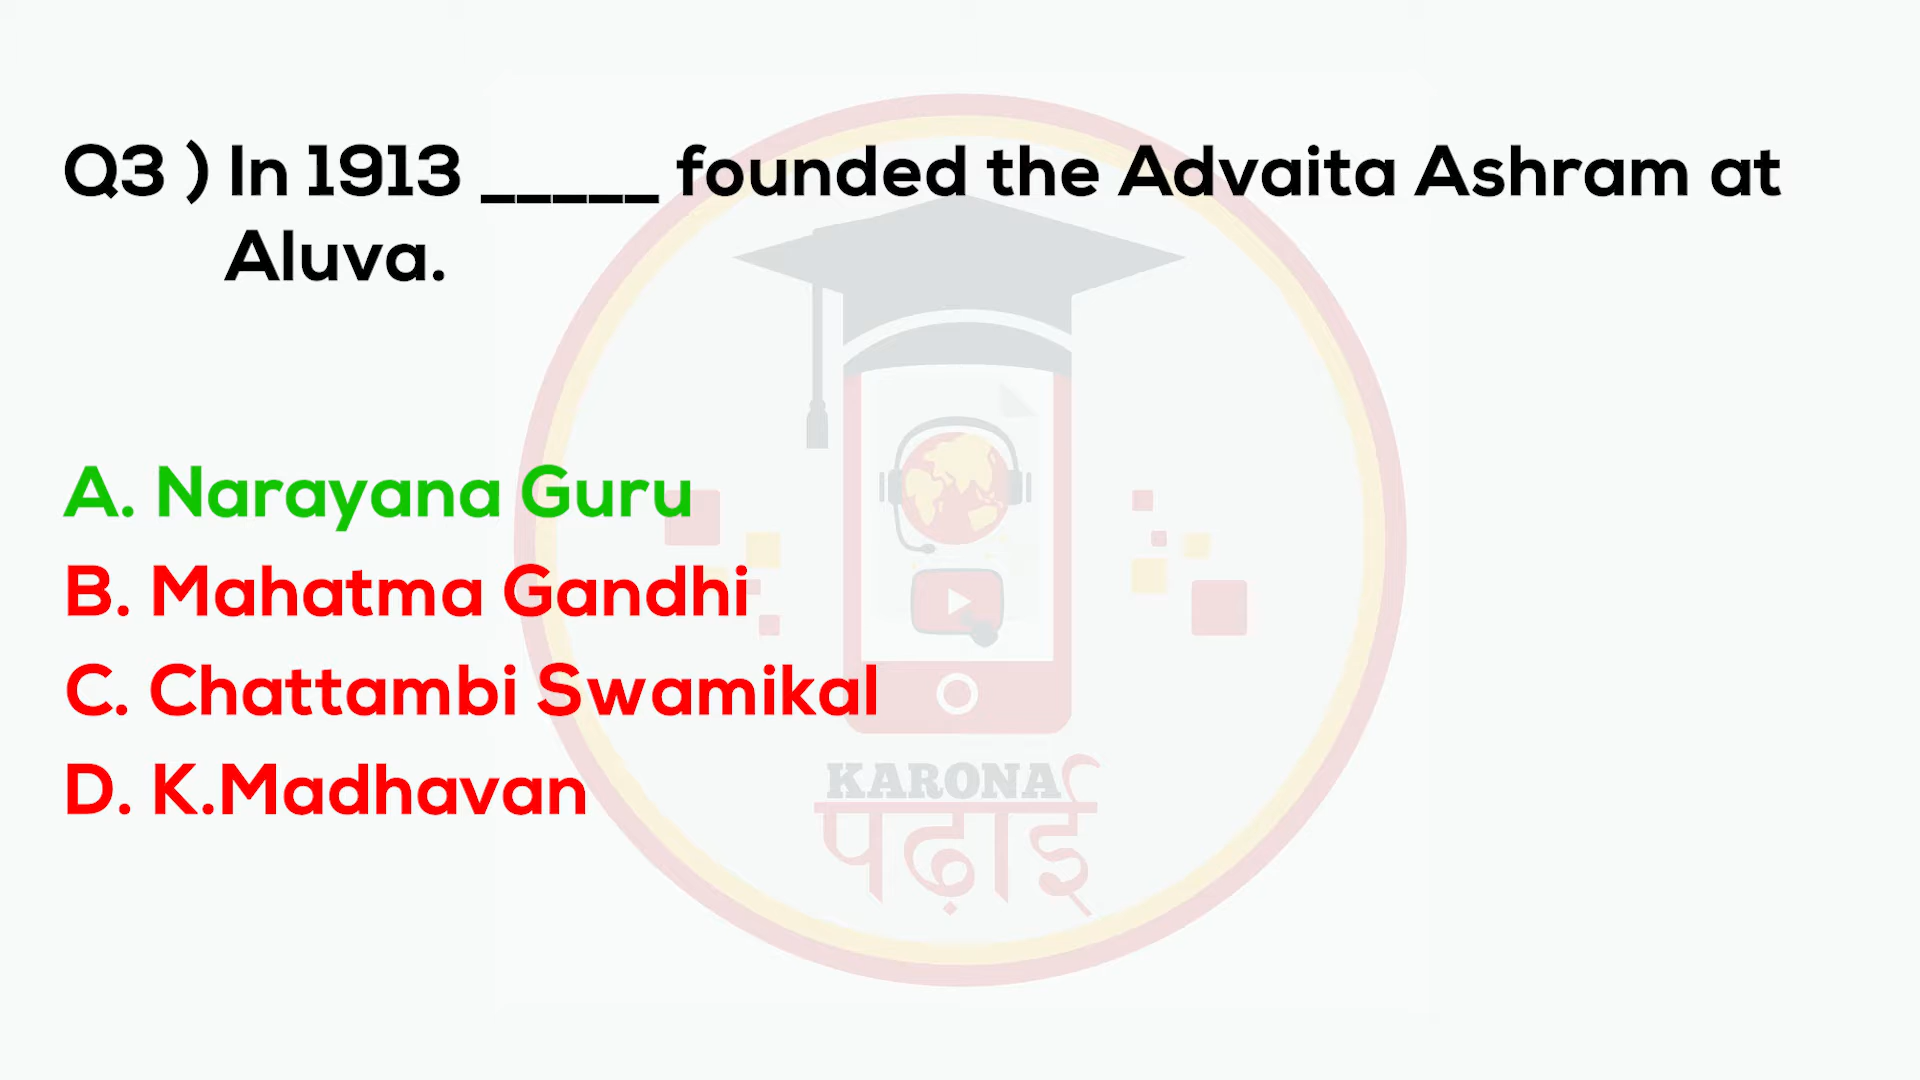 Q3 ) In 1913 _____ founded the Advaita Ashram at
Aluva.
A. Narayana Guru
B. Mahatma Gandhi
C. Chattambi Swamikal
D. K.Madhavan
KARONA
पढ़ाई